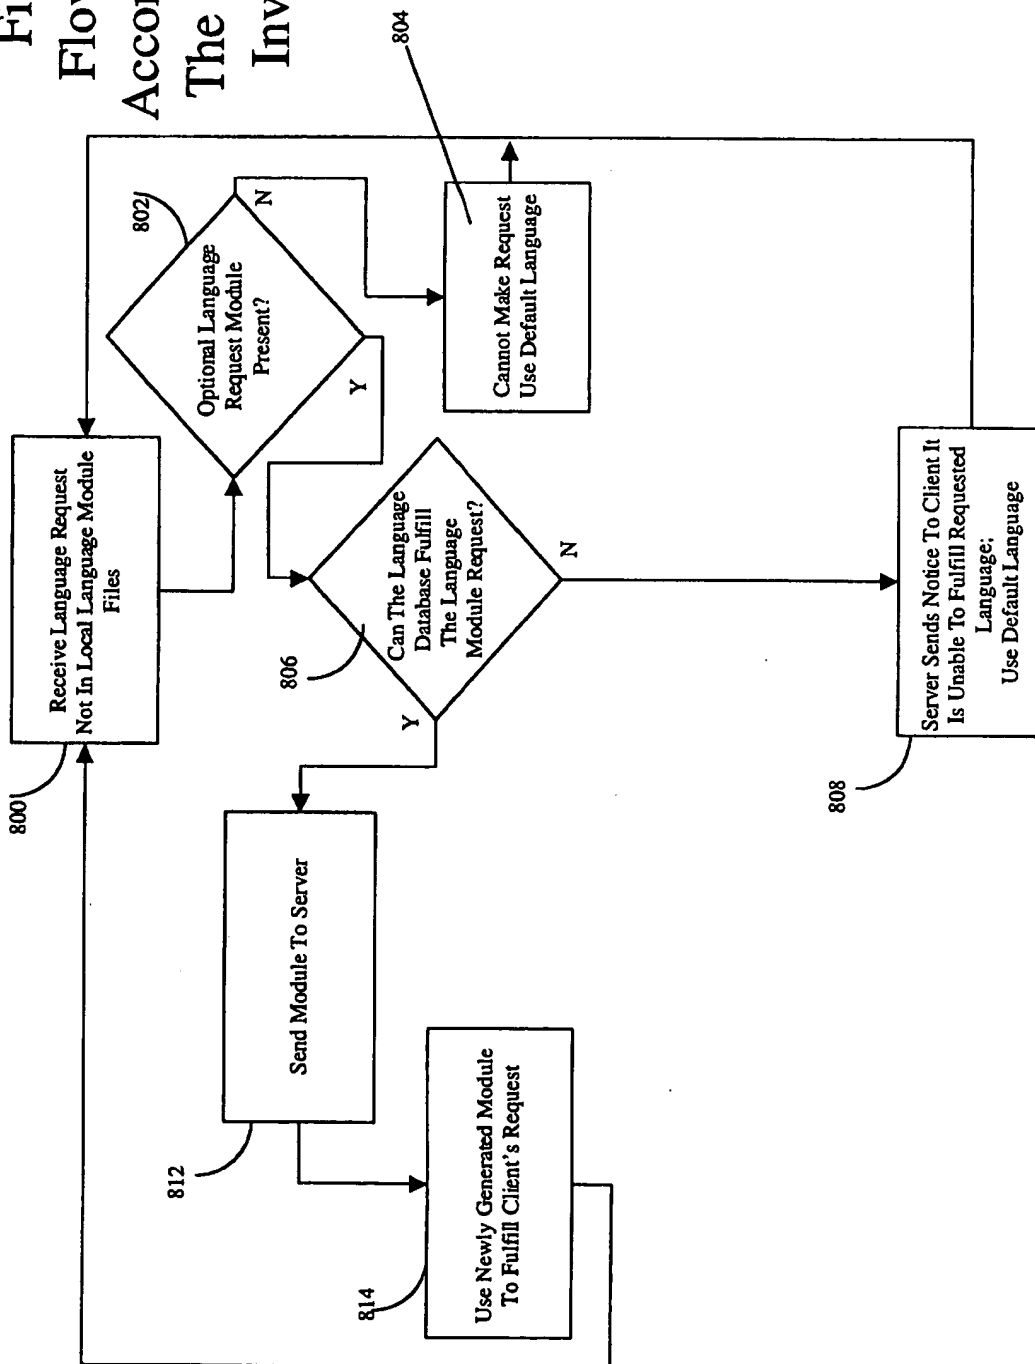 800
Receive Language Request
Not In Local Language Module
Files
802
Optional Language
Request Module
Present?
N
Y
804
Cannot Make Request
Use Default Language
806
Can The Language
Database Fulfill
The Language
Module Request?
Y
N
808
Server Sends Notice To Client It
Is Unable To Fulfill Requested
Language;
Use Default Language
812
Send Module To Server
814
Use Newly Generated Module
To Fulfill Client's Request
The